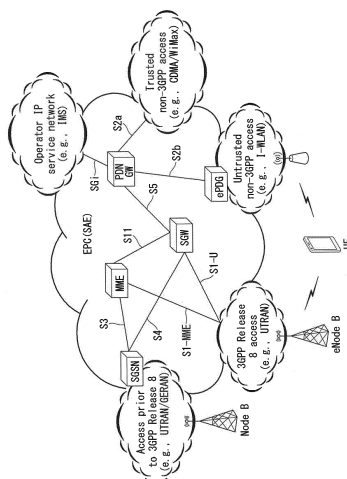 Operator IP
service network
(e.g., IMS)
Trusted
non-3GPP access
(e.g., CDMA/WiMax)
SGi
S2a
PDN
GW
S2b
ePDG
Untrusted
non-3GPP access
(e.g., I-WLAN)
S5
EPC(SAE)
SGW
S11
MME
S1-U
S3
S4
S1-MME
SGSN
Access prior
to 3GPP Release 8
(e.g., UTRAN/GERAN)
3GPP Release
8 access
(e.g., UTRAN)
Node B
eNode B
UE